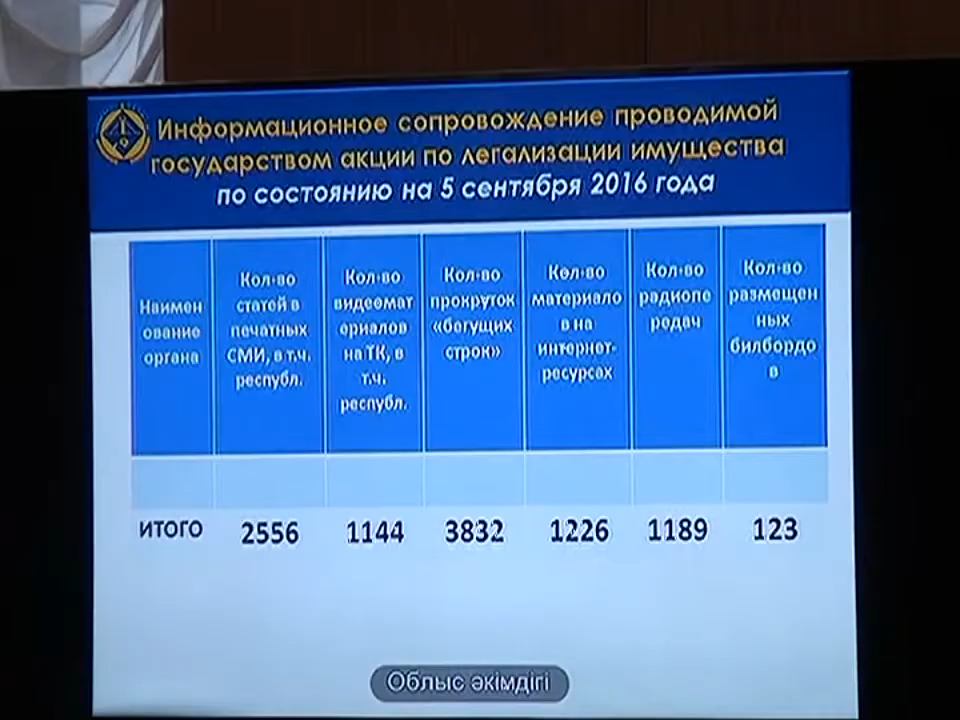 Информационное сопровождение проводимой
государством акции по легализации имущества
по состоянию на 5 сентября 2016 года
Наимен
ование
органа
Кол-во
статей в
печатных
СМИ, в т.ч.
республ.
Кол-во
видеомат
ериалов
на ТК, в
т.ч.
республ.
Кол-во
прокруток
«бегущих
строк»
Кол-во
материало
в на
интернет-
ресурсах
Кол-во
радиопе
редач
Кол-во
размещен
ных
билбордо
в
ИТОГО 2556 1144 3832 1226 1189 123
Облыс әкімдігі